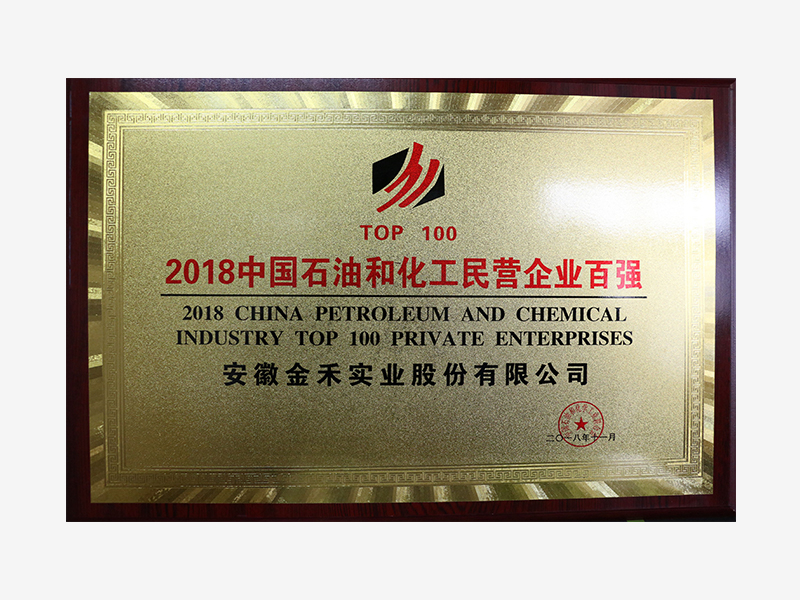 TOP 100
2018中国石油和化工民营企业百强
2018 CHINA PETROLEUM AND CHEMICAL
INDUSTRY TOP 100 PRIVATE ENTERPRISES
安徽金禾实业股份有限公司
二〇一八年十一月